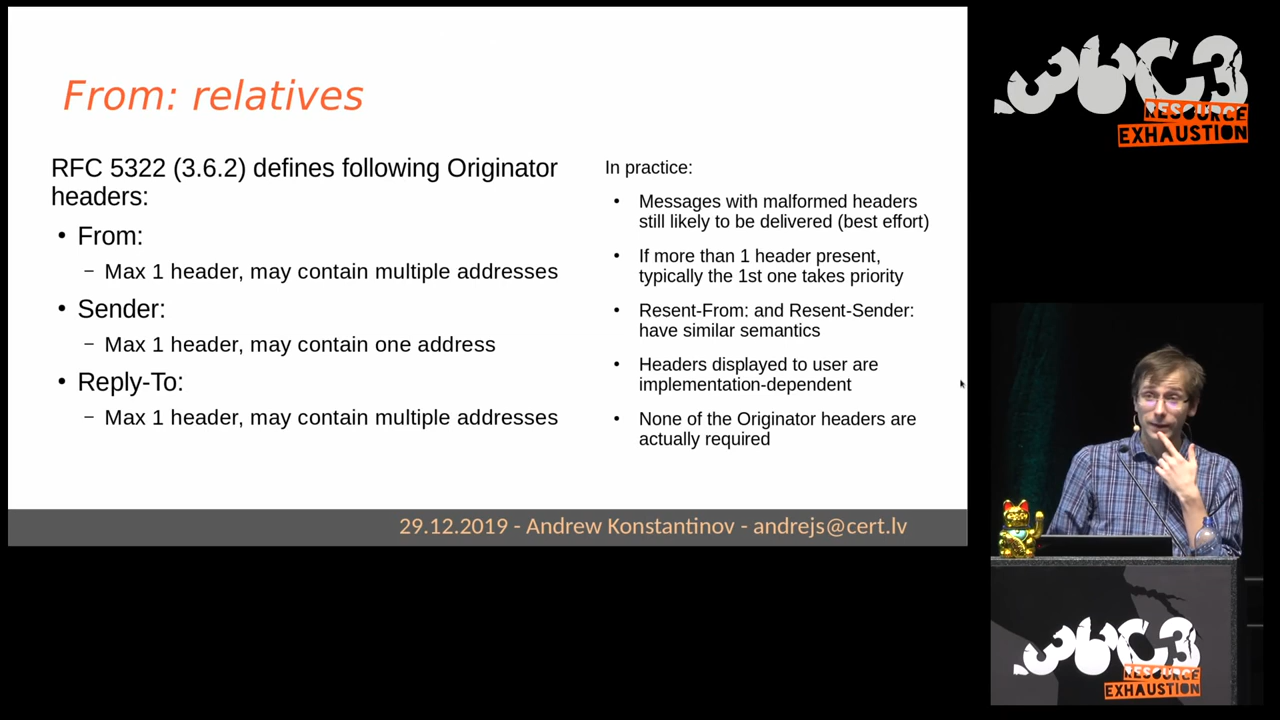 From: relatives
RFC 5322 (3.6.2) defines following Originator
headers:
• From:
– Max 1 header, may contain multiple addresses
• Sender:
– Max 1 header, may contain one address
• Reply-To:
– Max 1 header, may contain multiple addresses
In practice:
• Messages with malformed headers
still likely to be delivered (best effort)
• If more than 1 header present,
typically the 1st one takes priority
• Resent-From: and Resent-Sender:
have similar semantics
• Headers displayed to user are
implementation-dependent
• None of the Originator headers are
actually required
29.12.2019 - Andrew Konstantinov - andrejs@cert.lv
36C3
RESOURCE
EXHAUSTION
36C3
RESOURCE
EXHAUSTION